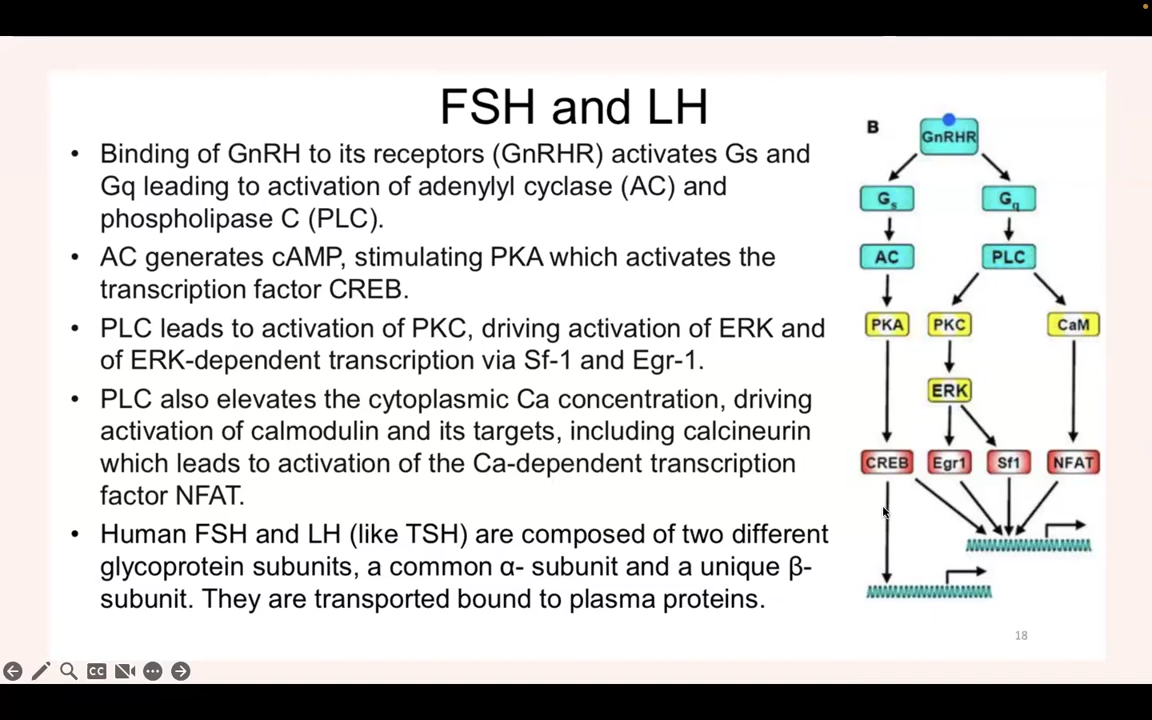 FSH and LH
• Binding of GnRH to its receptors (GnRHR) activates Gs and
Gq leading to activation of adenylyl cyclase (AC) and
phospholipase C (PLC).
• AC generates cAMP, stimulating PKA which activates the
transcription factor CREB.
• PLC leads to activation of PKC, driving activation of ERK and
of ERK-dependent transcription via Sf-1 and Egr-1.
• PLC also elevates the cytoplasmic Ca concentration, driving
activation of calmodulin and its targets, including calcineurin
which leads to activation of the Ca-dependent transcription
factor NFAT.
• Human FSH and LH (like TSH) are composed of two different
glycoprotein subunits, a common α- subunit and a unique β-
subunit. They are transported bound to plasma proteins.
B
GnRHR
Gs Gq
AC PLC
PKA PKC CaM
ERK
CREB Egr1 Sf1 NFAT
18
CC